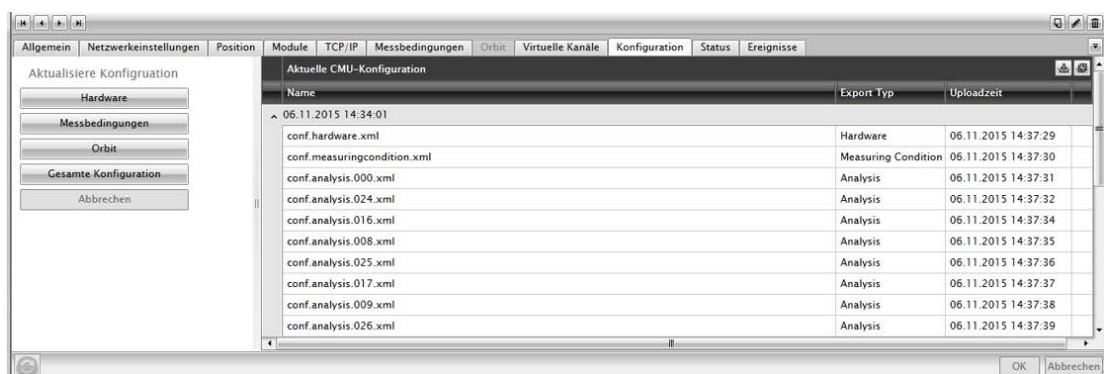 Allgemein Netzwerkeinstellungen Position Module TCP/IP Messbedingungen Orbit Virtuelle Kanäle Konfiguration Status Ereignisse
Aktualisiere Konfigruation
Hardware
Messbedingungen
Orbit
Gesamte Konfiguration
Abbrechen
Aktuelle CMU-Konfiguration
Name Export Typ Uploadzeit
06.11.2015 14:34:01
conf.hardware.xml Hardware 06.11.2015 14:37:29
conf.measuringcondition.xml Measuring Condition 06.11.2015 14:37:30
conf.analysis.000.xml Analysis 06.11.2015 14:37:31
conf.analysis.024.xml Analysis 06.11.2015 14:37:32
conf.analysis.016.xml Analysis 06.11.2015 14:37:34
conf.analysis.008.xml Analysis 06.11.2015 14:37:35
conf.analysis.025.xml Analysis 06.11.2015 14:37:36
conf.analysis.017.xml Analysis 06.11.2015 14:37:37
conf.analysis.009.xml Analysis 06.11.2015 14:37:38
conf.analysis.026.xml Analysis 06.11.2015 14:37:39
OK Abbrechen